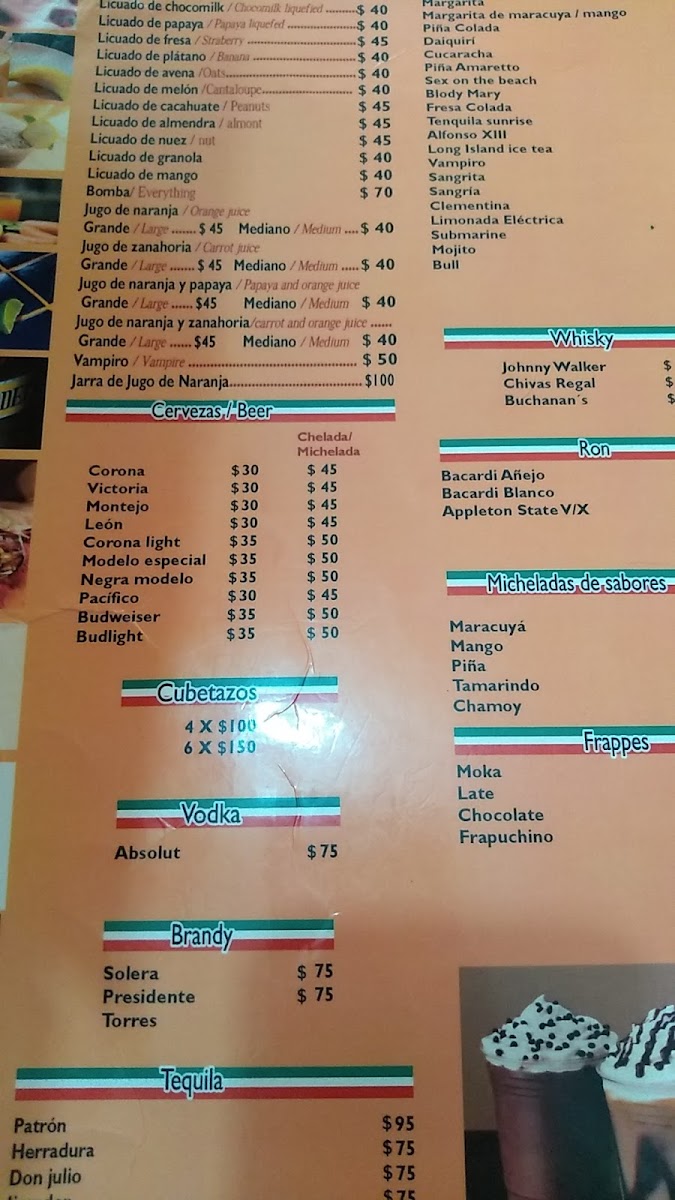 Licuado de chocomilk / Chocomilk liquefied ........$ 40
Licuado de papaya / Papaya liquefed .................$ 40
Licuado de fresa / Straberry ............................$ 45
Licuado de plátano / Banana ..........................$ 40
Licuado de avena /Oats.................................$ 40
Licuado de melón /Cantaloupe.......................$ 40
Licuado de cacahuate / Peanuts $ 45
Licuado de almendra / almont $ 45
Licuado de nuez / nut $ 45
Licuado de granola $ 40
Licuado de mango $ 40
Bomba/ Everything $ 70
Jugo de naranja / Orange juice
Grande / Large ....... $ 45 Mediano / Medium ....$ 40
Jugo de zanahoria / Carrot juice
Grande / Large ....... $ 45 Mediano / Medium .....$ 40
Jugo de naranja y papaya / Papaya and orange juice
Grande / Large ...... $45 Mediano / Medium $ 40
Jugo de naranja y zanahoria/carrot and orange juice ......
Grande / Large ...... $45 Mediano / Medium $ 40
Vampiro / Vampire ........................................ $ 50
Jarra de Jugo de Naranja................................$100
Cervezas / Beer
Chelada/
Michelada
Corona $30 $ 45
Victoria $30 $ 45
Montejo $30 $ 45
León $30 $ 45
Corona light $35 $ 50
Modelo especial $35 $ 50
Negra modelo $35 $ 50
Pacífico $30 $ 45
Budweiser $35 $ 50
Budlight $35 $ 50
Cubetazos
4 X $100
6 X $150
Vodka
Absolut $75
Brandy
Solera $ 75
Presidente $ 75
Torres
Tequila
Patrón $95
Herradura $75
Don julio $75
$75
Margarita
Margarita de maracuya / mango
Piña Colada
Daiquirí
Cucaracha
Piña Amaretto
Sex on the beach
Blody Mary
Fresa Colada
Tenquila sunrise
Alfonso XIII
Long Island ice tea
Vampiro
Sangrita
Sangría
Clementina
Limonada Eléctrica
Submarine
Mojito
Bull
Whisky
Johnny Walker $
Chivas Regal $
Buchanan´s $
Ron
Bacardi Añejo
Bacardi Blanco
Appleton State V/X
Micheladas de sabores
Maracuyá
Mango
Piña
Tamarindo
Chamoy
Frappes
Moka
Late
Chocolate
Frapuchino